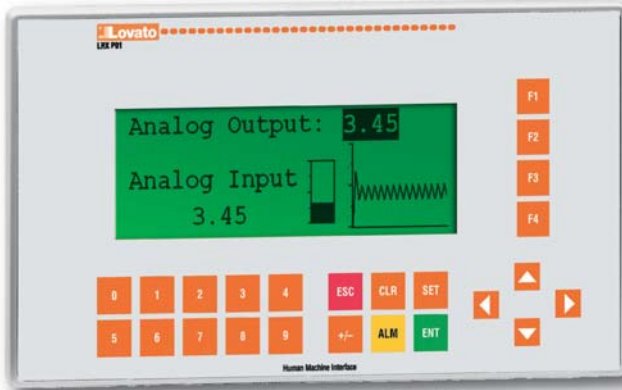 Lovato
LRX P01
Analog Output: 3.45
Analog Input
3.45
F1
F2
F3
F4
0 1 2 3 4 ESC CLR SET
5 6 7 8 9 +/– ALM ENT
Human Machine Interface